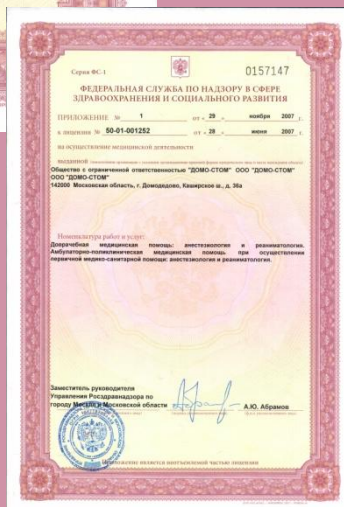 Серия ФС-1
0157147
ФЕДЕРАЛЬНАЯ СЛУЖБА ПО НАДЗОРУ В СФЕРЕ
ЗДРАВООХРАНЕНИЯ И СОЦИАЛЬНОГО РАЗВИТИЯ
ПРИЛОЖЕНИЕ № 1 от « 29 » ноября 2007 г.
к лицензии № 50-01-001252 от « 28 » июня 2007 г.
на осуществление медицинской деятельности
выданной
Общество с ограниченной ответственностью "ДОМО-СТОМ" ООО "ДОМО-СТОМ"
ООО "ДОМО-СТОМ"
142000 Московская область, г. Домодедово, Каширское ш., д. 36а
Номенклатура работ и услуг:
Доврачебная медицинская помощь: анестезиология и реаниматология.
Амбулаторно-поликлиническая медицинская помощь при осуществлении
первичной медико-санитарной помощи: анестезиология и реаниматология.
Заместитель руководителя
Управления Росздравнадзора по
городу Москве и Московской области
А.Ю. Абрамов
Приложение является неотъемлемой частью лицензии